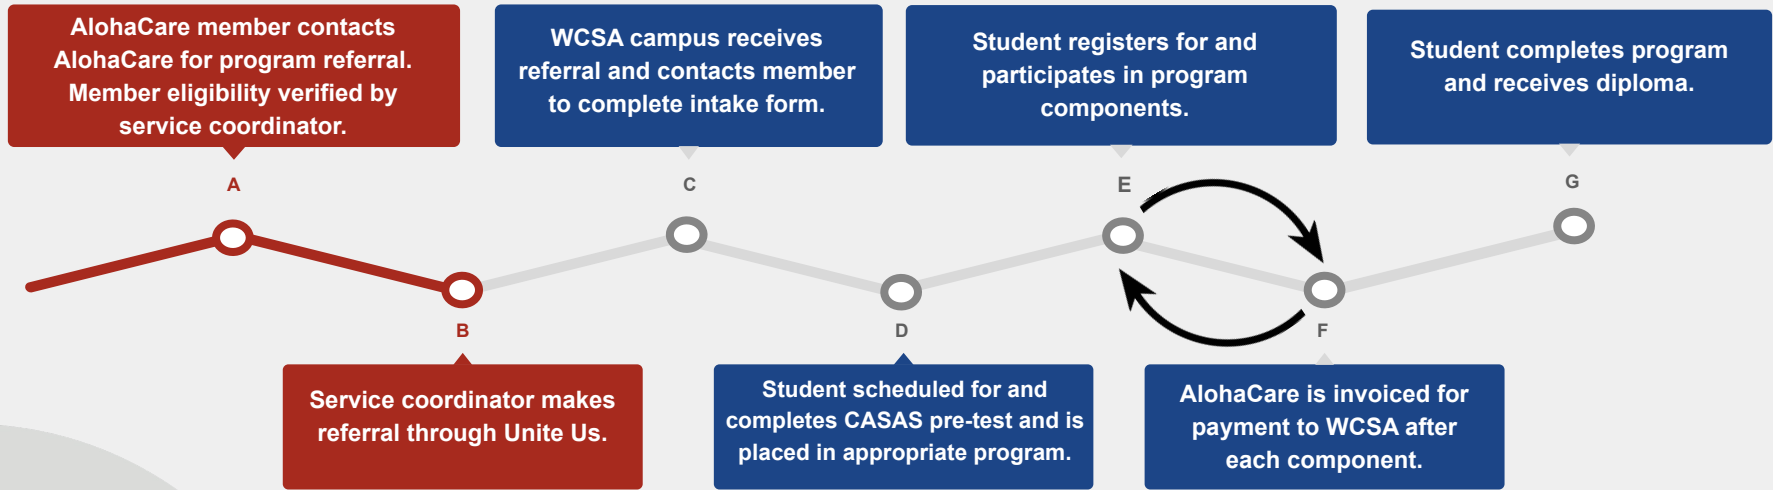 AlohaCare member contacts
AlohaCare for program referral.
Member eligibility verified by
service coordinator.
A
Service coordinator makes
referral through Unite Us.
B
WCSA campus receives
referral and contacts member
to complete intake form.
C
Student scheduled for and
completes CASAS pre-test and is
placed in appropriate program.
D
Student registers for and
participates in program
components.
E
AlohaCare is invoiced for
payment to WCSA after
each component.
F
Student completes program
and receives diploma.
G